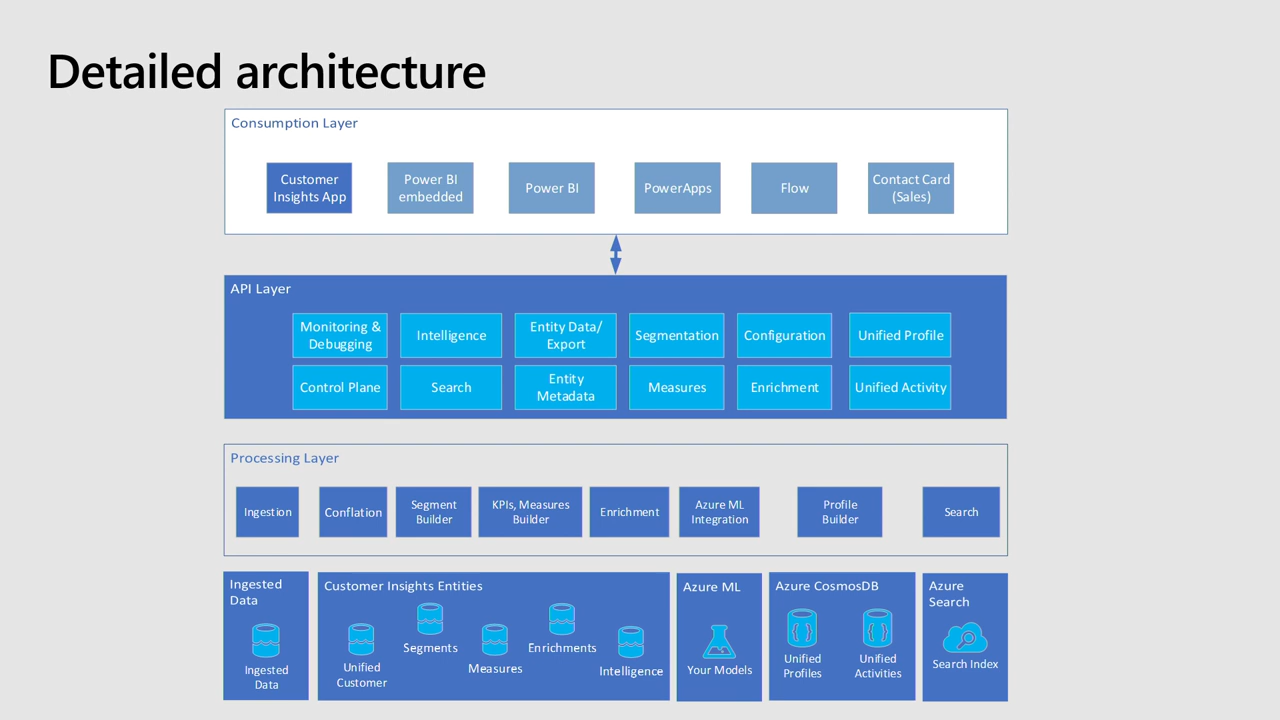 Detailed architecture
Consumption Layer
Customer
Insights App
Power BI
embedded
Power BI
PowerApps
Flow
Contact Card
(Sales)
API Layer
Monitoring &
Debugging
Intelligence
Entity Data/
Export
Segmentation
Configuration
Unified Profile
Control Plane
Search
Entity
Metadata
Measures
Enrichment
Unified Activity
Processing Layer
Ingestion
Conflation
Segment
Builder
KPIs, Measures
Builder
Enrichment
Azure ML
Integration
Profile
Builder
Search
Ingested
Data
Ingested
Data
Customer Insights Entities
Unified
Customer
Segments
Measures
Enrichments
Intelligence
Azure ML
Your Models
Azure CosmosDB
Unified
Profiles
Unified
Activities
Azure
Search
Search Index